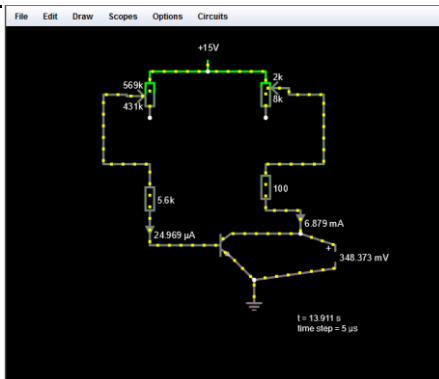 File Edit Draw Scopes Options Circuits
+15V
569k
431k
2k
8k
5.6k
100
24.969 µA
6.879 mA
+
348.373 mV
t = 13.911 s
time step = 5 µs